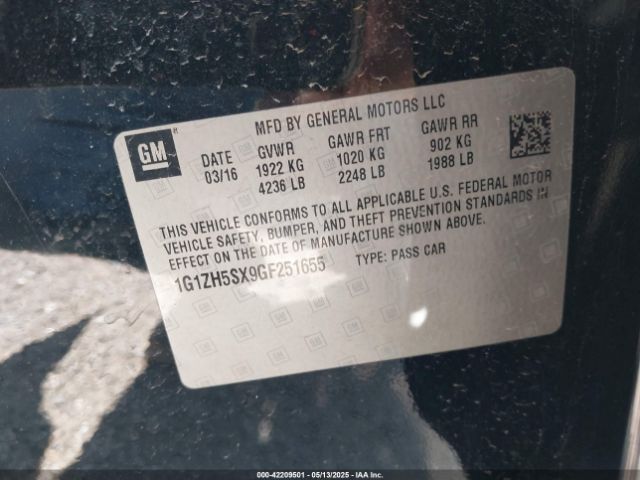 GM
MFD BY GENERAL MOTORS LLC
DATE GVWR GAWR FRT GAWR RR
03/16 1922 KG 1020 KG 902 KG
4236 LB 2248 LB 1988 LB
THIS VEHICLE CONFORMS TO ALL APPLICABLE U.S. FEDERAL MOTOR
VEHICLE SAFETY, BUMPER, AND THEFT PREVENTION STANDARDS IN
EFFECT ON THE DATE OF MANUFACTURE SHOWN ABOVE.
1G1ZH5SX9GF251655 TYPE: PASS CAR
000-42209501 - 05/13/2025 - IAA Inc.